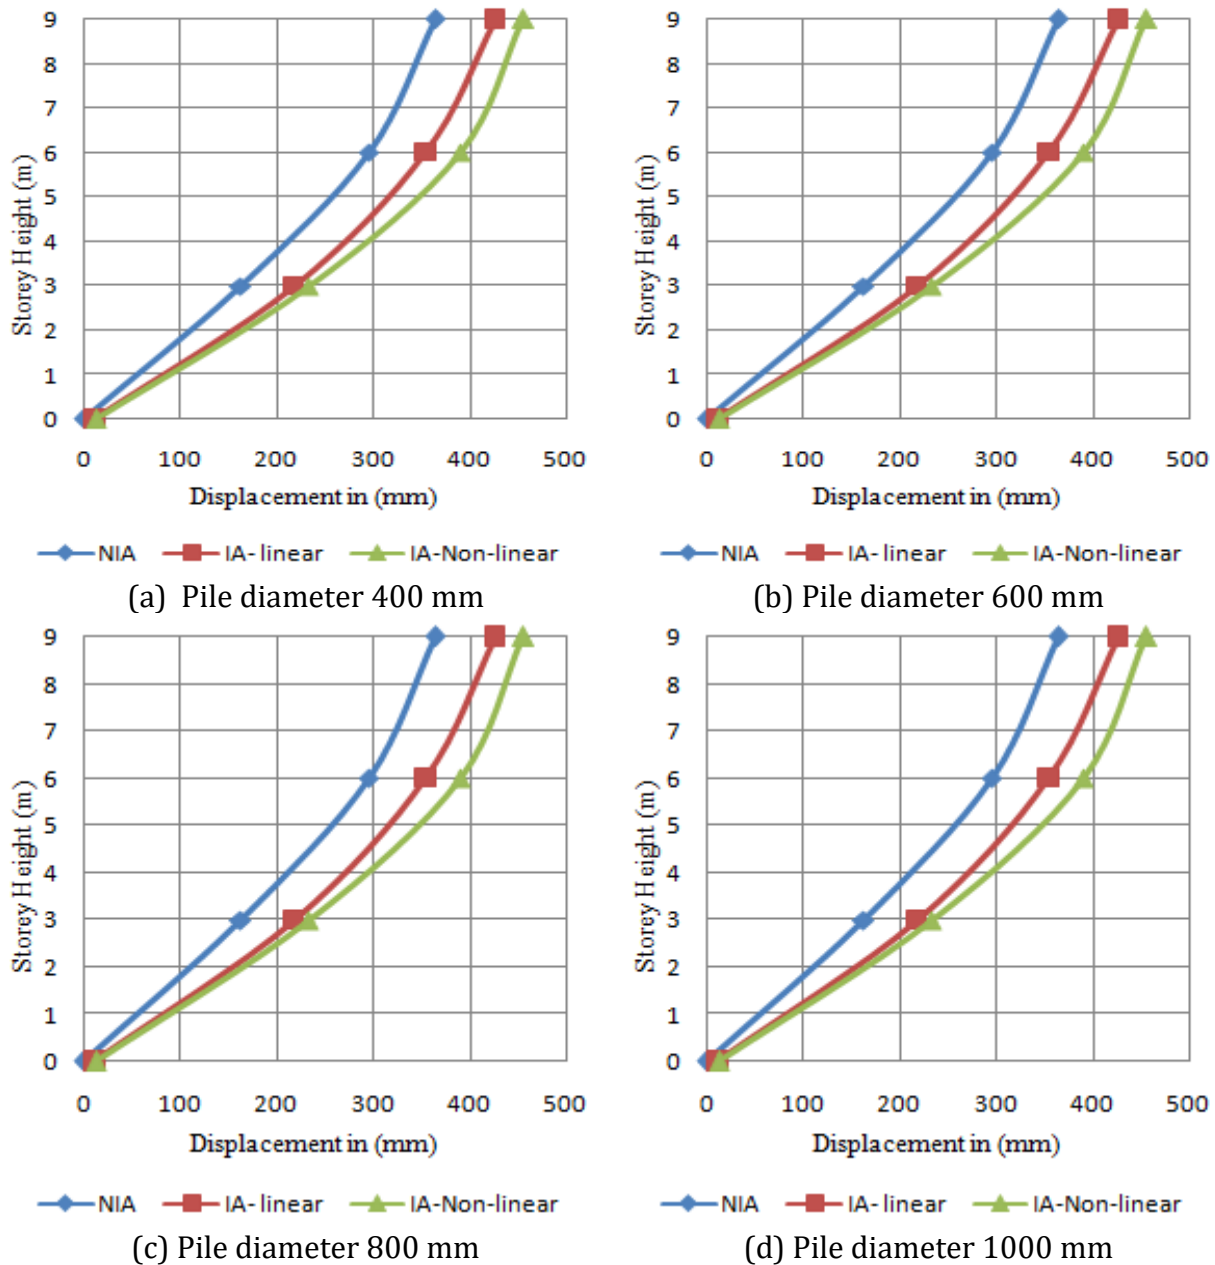 9
8
7
6
5
4
3
2
1
0
Storey Height (m)
0 100 200 300 400 500
Displacement in (mm)
NIA IA- linear IA-Non-linear
(a) Pile diameter 400 mm
9
8
7
6
5
4
3
2
1
0
Storey Height (m)
0 100 200 300 400 500
Displacement in (mm)
NIA IA- linear IA-Non-linear
(b) Pile diameter 600 mm
9
8
7
6
5
4
3
2
1
0
Storey Height (m)
0 100 200 300 400 500
Displacement in (mm)
NIA IA- linear IA-Non-linear
(c) Pile diameter 800 mm
9
8
7
6
5
4
3
2
1
0
Storey Height (m)
0 100 200 300 400 500
Displacement in (mm)
NIA IA- linear IA-Non-linear
(d) Pile diameter 1000 mm